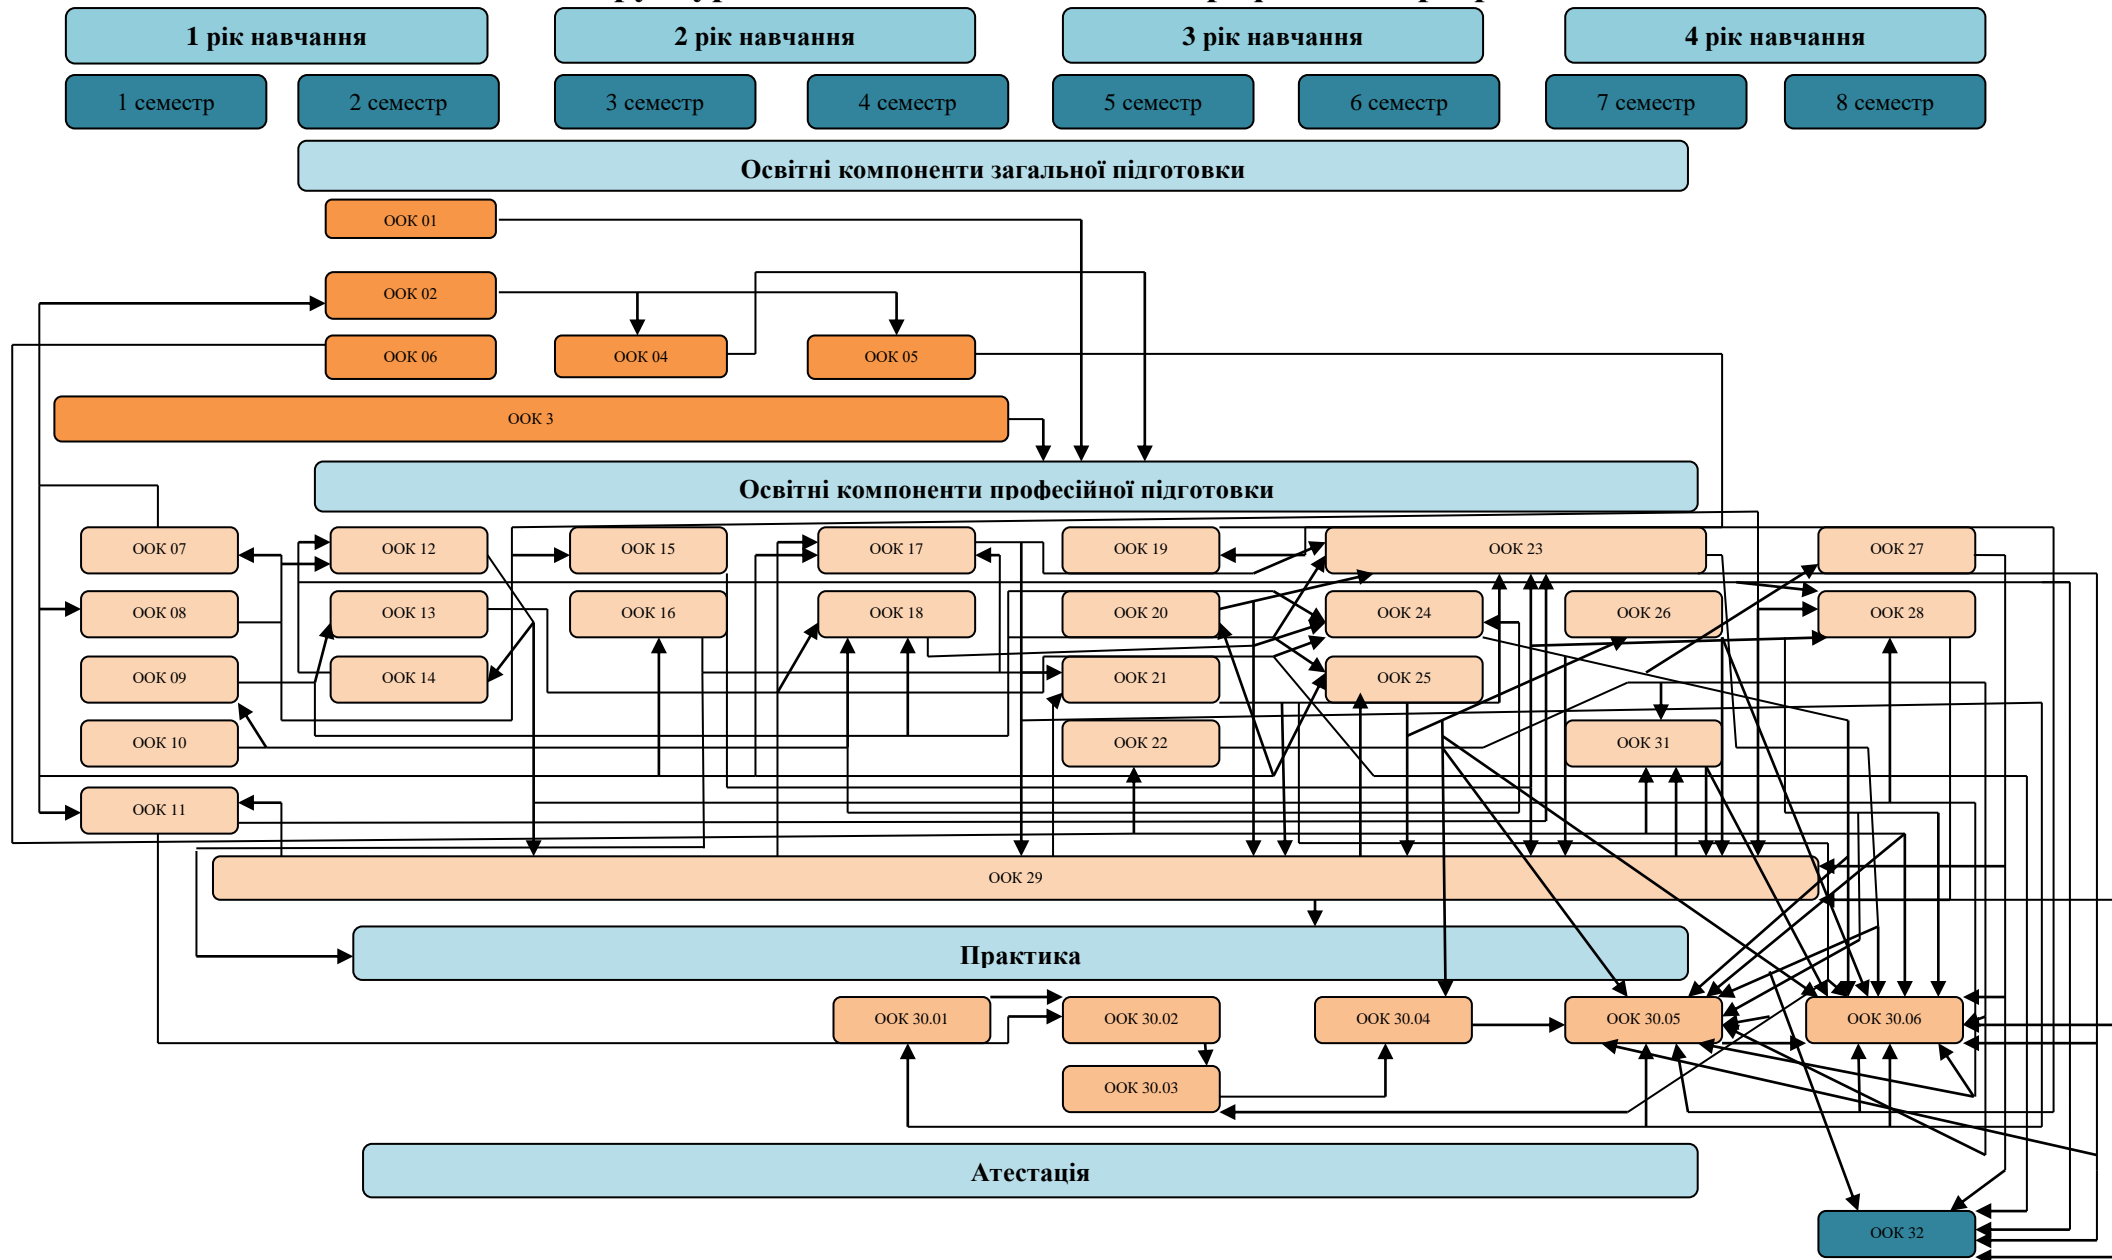 1 рік навчання
2 рік навчання
3 рік навчання
4 рік навчання
1 семестр
2 семестр
3 семестр
4 семестр
5 семестр
6 семестр
7 семестр
8 семестр
Освітні компоненти загальної підготовки
ООК 01
ООК 02
ООК 06
ООК 04
ООК 05
ООК 3
Освітні компоненти професійної підготовки
ООК 07
ООК 12
ООК 15
ООК 17
ООК 19
ООК 23
ООК 27
ООК 08
ООК 13
ООК 16
ООК 18
ООК 20
ООК 24
ООК 26
ООК 28
ООК 09
ООК 14
ООК 21
ООК 25
ООК 10
ООК 22
ООК 31
ООК 11
ООК 29
Практика
ООК 30.01
ООК 30.02
ООК 30.04
ООК 30.05
ООК 30.06
ООК 30.03
Атестація
ООК 32